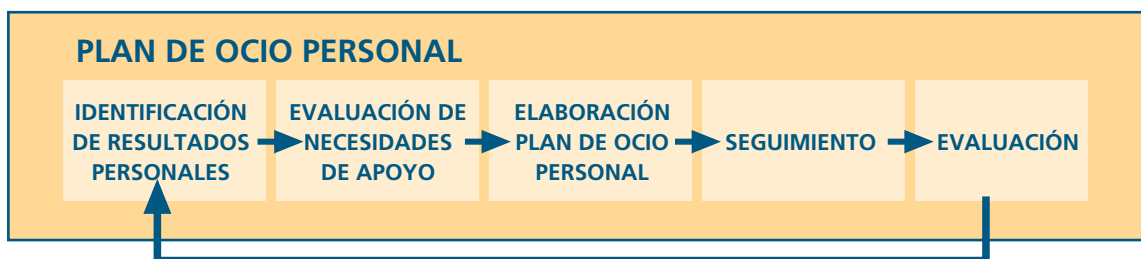 PLAN DE OCIO PERSONAL
IDENTIFICACIÓN
DE RESULTADOS
PERSONALES
EVALUACIÓN DE
NECESIDADES
DE APOYO
ELABORACIÓN
PLAN DE OCIO
PERSONAL
SEGUIMIENTO
EVALUACIÓN